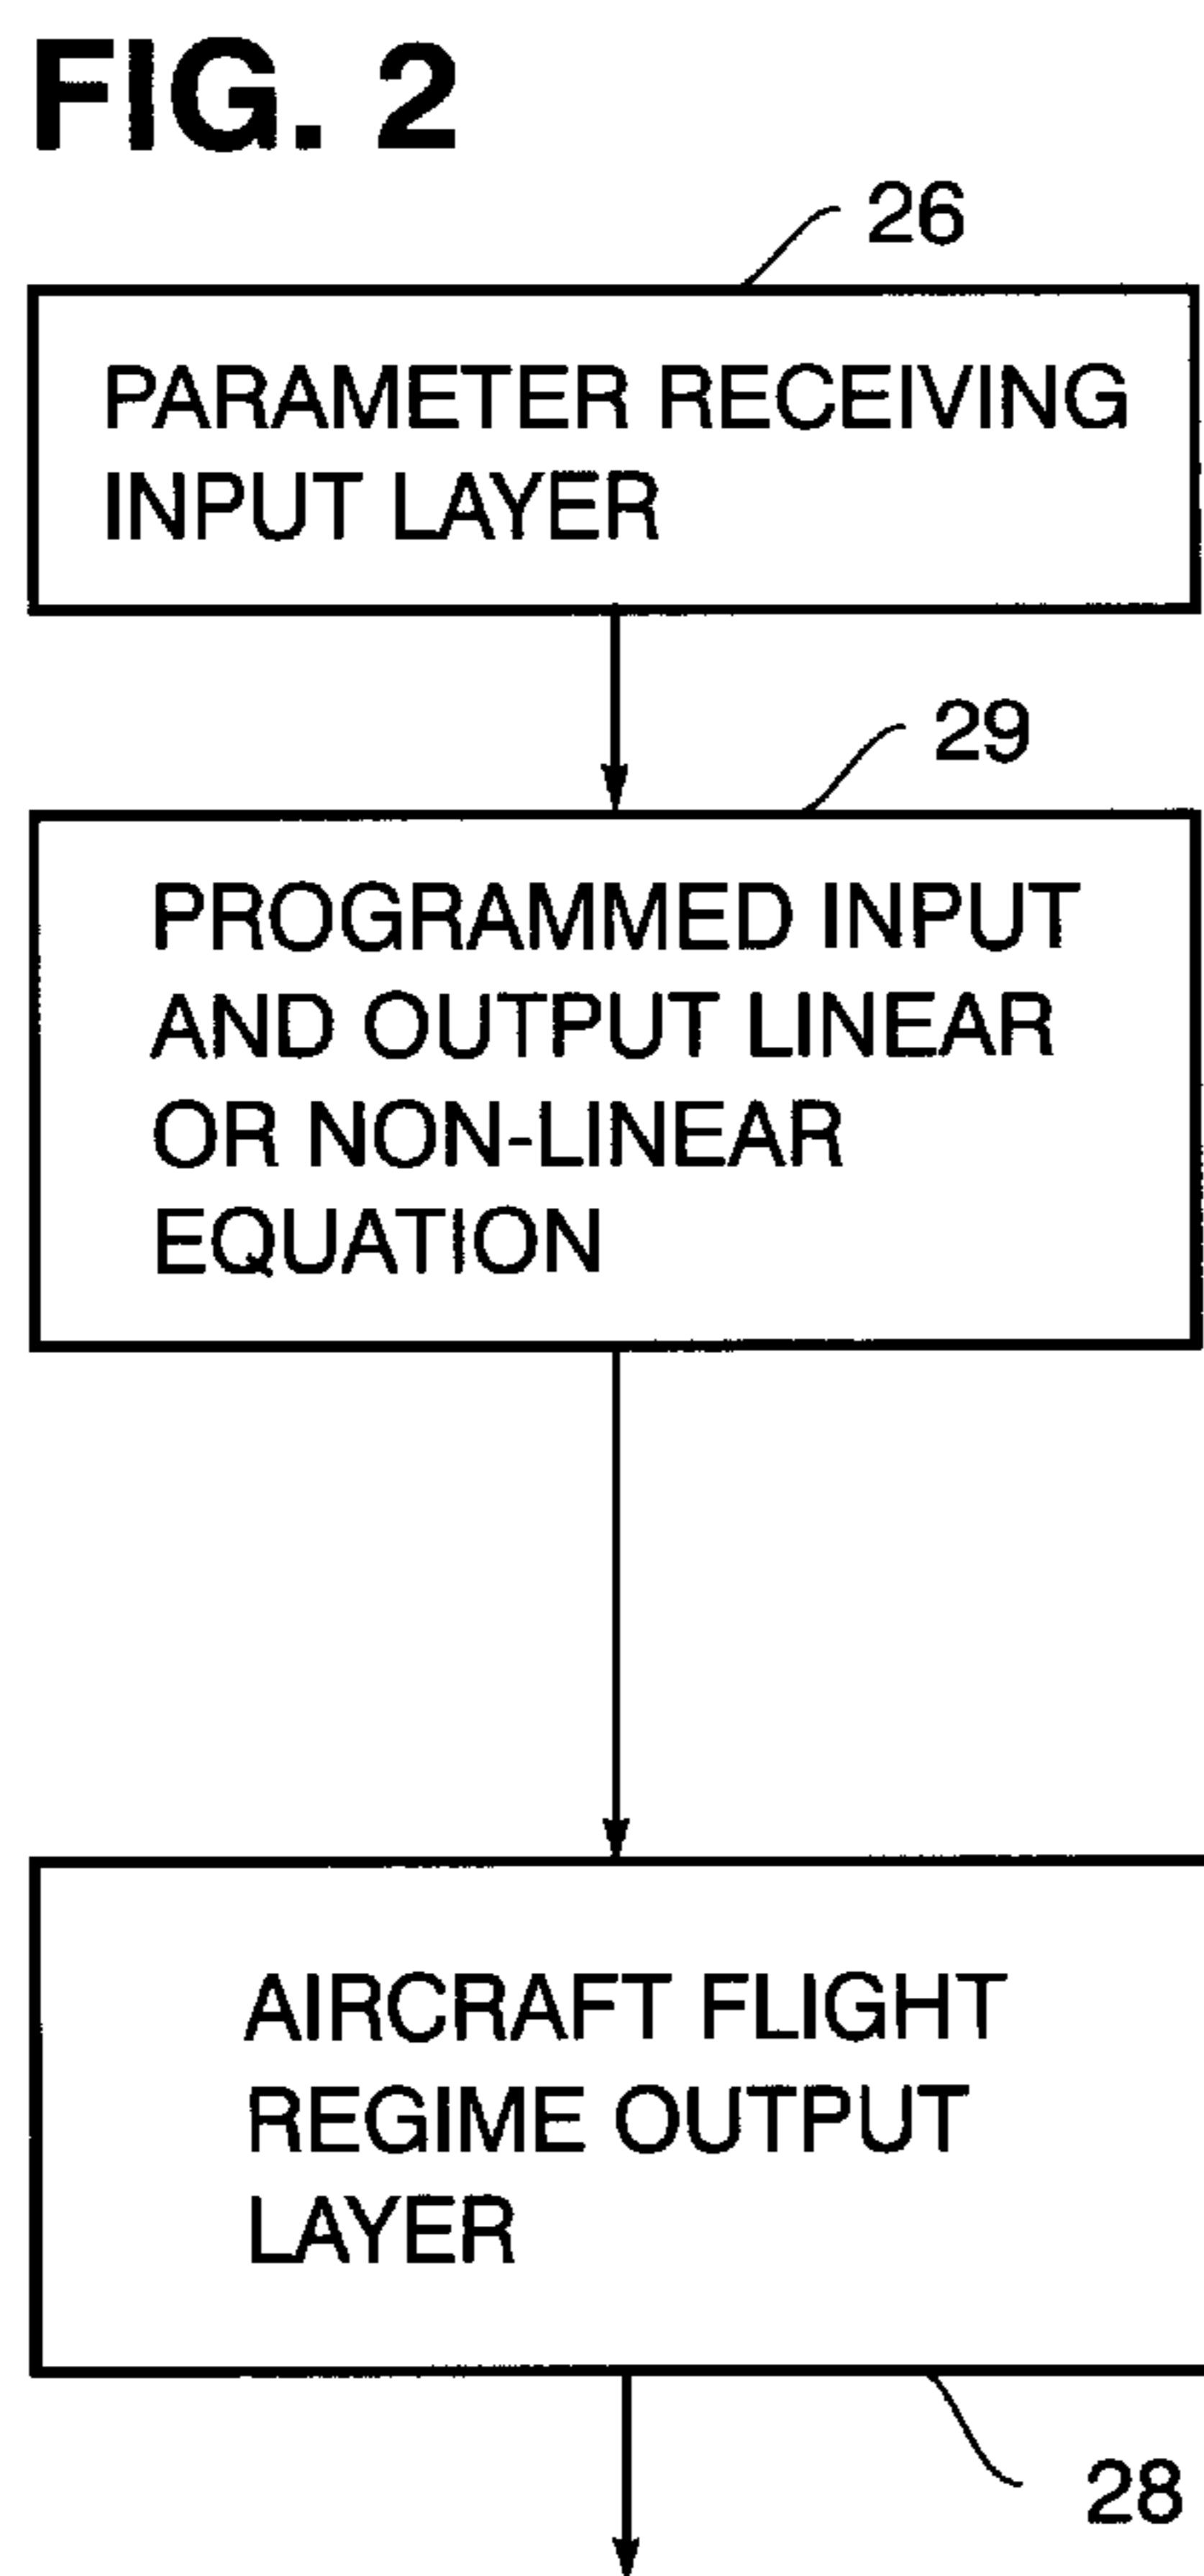 FIG. 2
26
PARAMETER RECEIVING
INPUT LAYER
29
PROGRAMMED INPUT
AND OUTPUT LINEAR
OR NON-LINEAR
EQUATION
AIRCRAFT FLIGHT
REGIME OUTPUT
LAYER
28